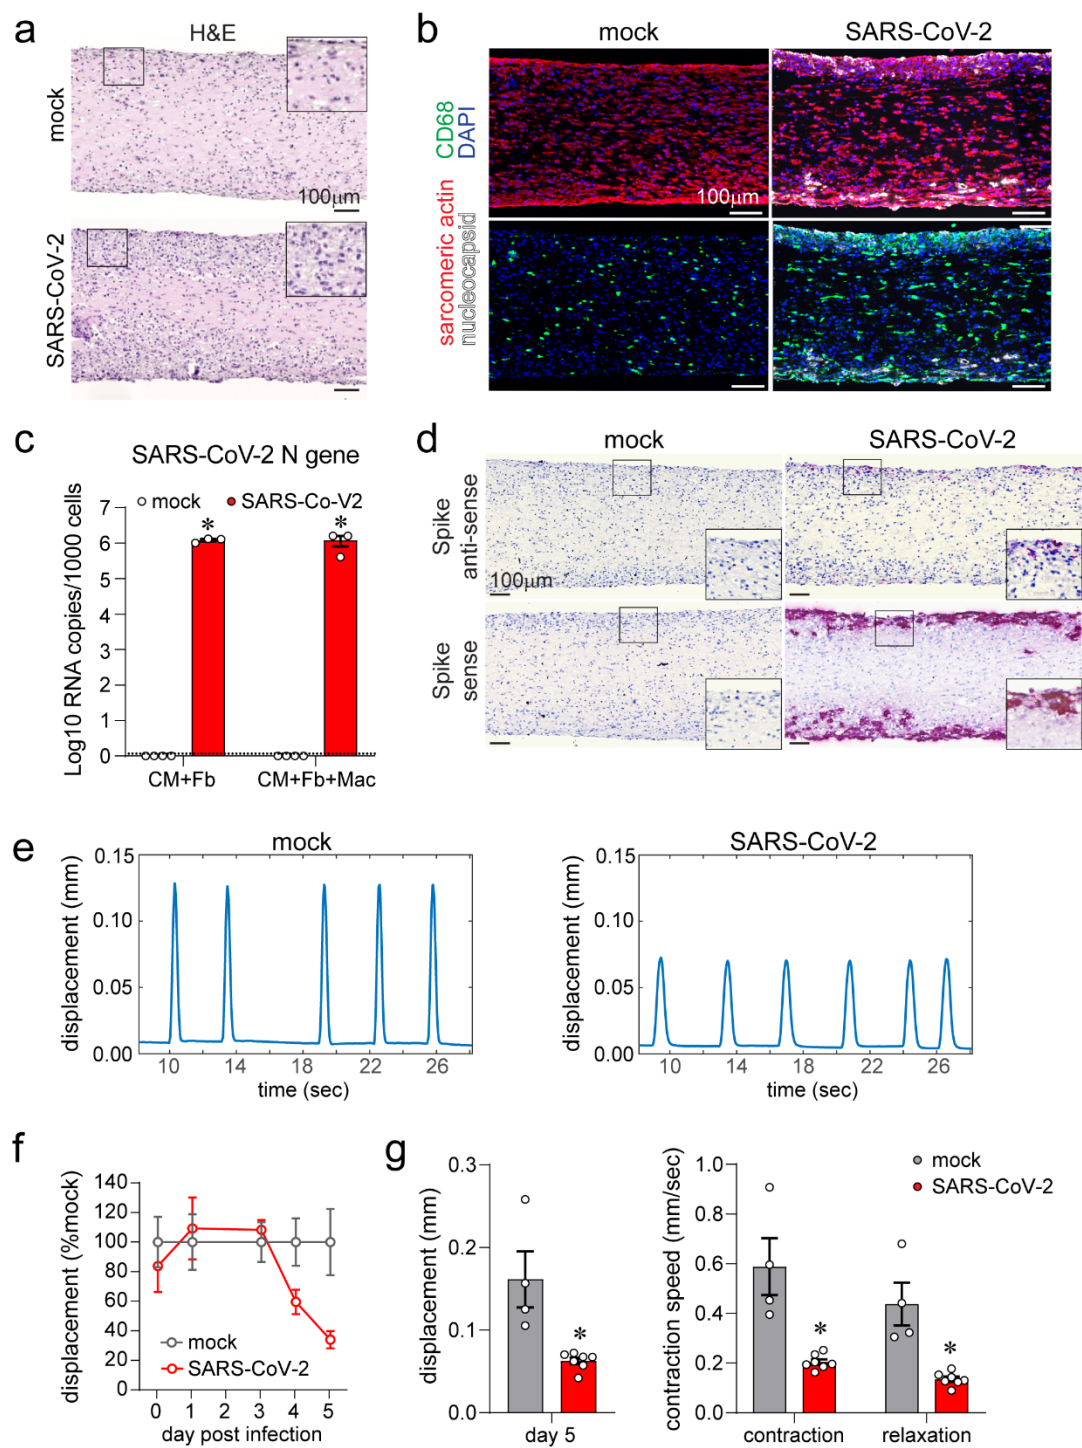 a
H&E
mock
100µm
SARS-CoV-2
b
mock
SARS-CoV-2
CD68
DAPI
sarcomeric actin
nucleocapsid
100µm
c
SARS-CoV-2 N gene
mock
SARS-Co-V2
Log10 RNA copies/1000 cells
7
6
5
4
3
2
1
0
*
*
CM+Fb
CM+Fb+Mac
d
mock
SARS-CoV-2
Spike
anti-sense
100µm
Spike
sense
e
mock
displacement (mm)
0.15
0.10
0.05
0.00
10 14 18 22 26
time (sec)
SARS-CoV-2
displacement (mm)
0.15
0.10
0.05
0.00
10 14 18 22 26
time (sec)
f
displacement (%mock)
140
120
100
80
60
40
20
0
mock
SARS-CoV-2
0 1 2 3 4 5
day post infection
g
displacement (mm)
0.3
0.2
0.1
0.0
*
day 5
contraction speed (mm/sec)
1.0
0.8
0.6
0.4
0.2
0.0
mock
SARS-CoV-2
*
*
contraction
relaxation